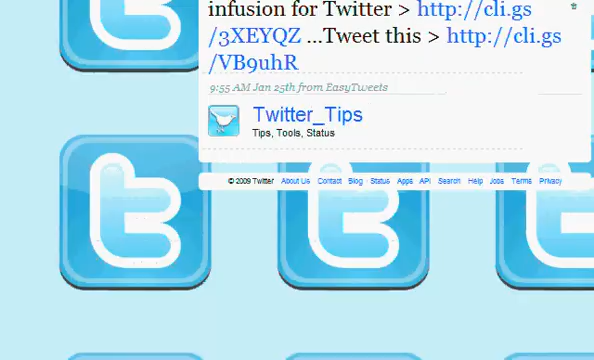 infusion for Twitter > http://cli.gs
/3XEYQZ ...Tweet this > http://cli.gs
/VB9uhR
9:55 AM Jan 25th from EasyTweets
Twitter_Tips
Tips, Tools, Status
© 2009 Twitter About Us Contact Blog Status Apps API Search Help Jobs Terms Privacy